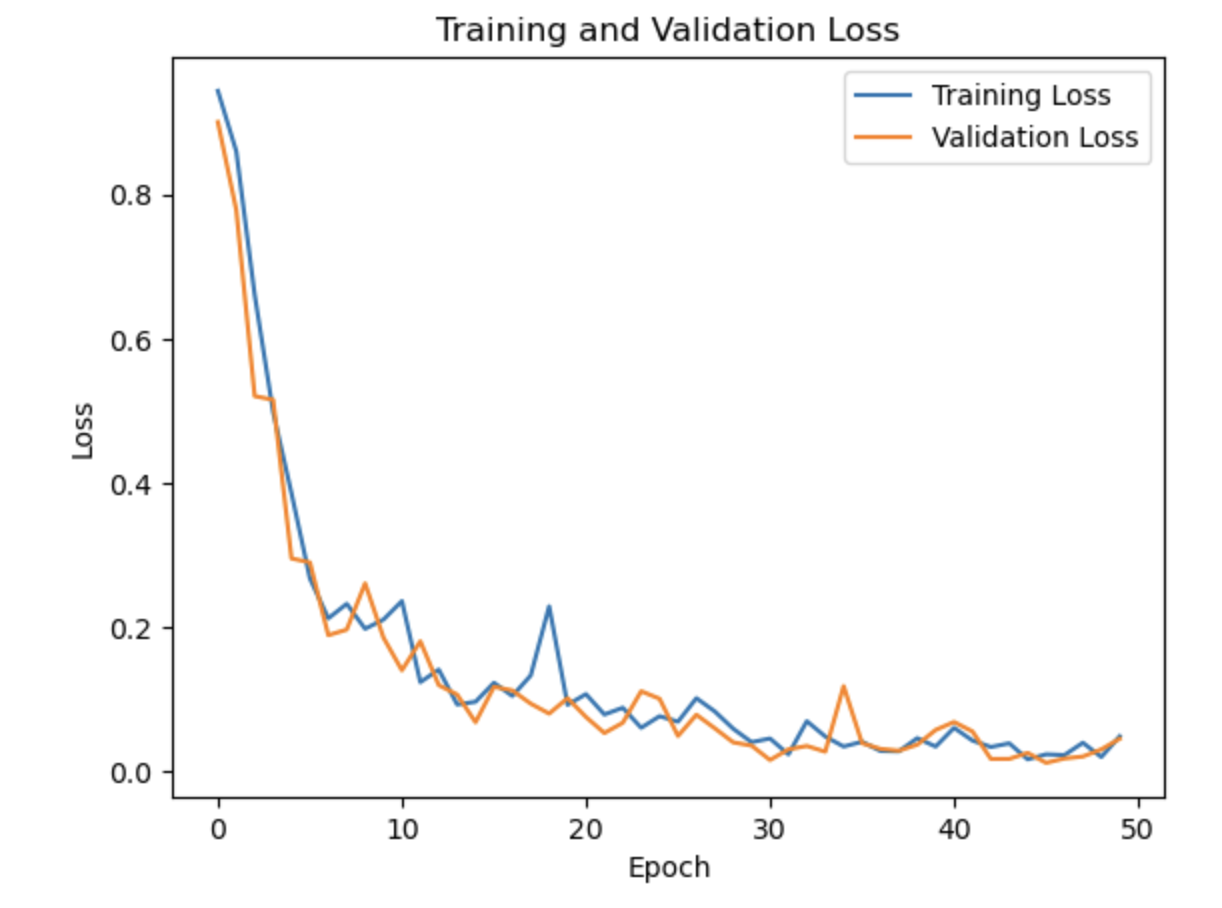 Training and Validation Loss
Training Loss
Validation Loss
0.8
0.6
0.4
0.2
0.0
Loss
0 10 20 30 40 50
Epoch